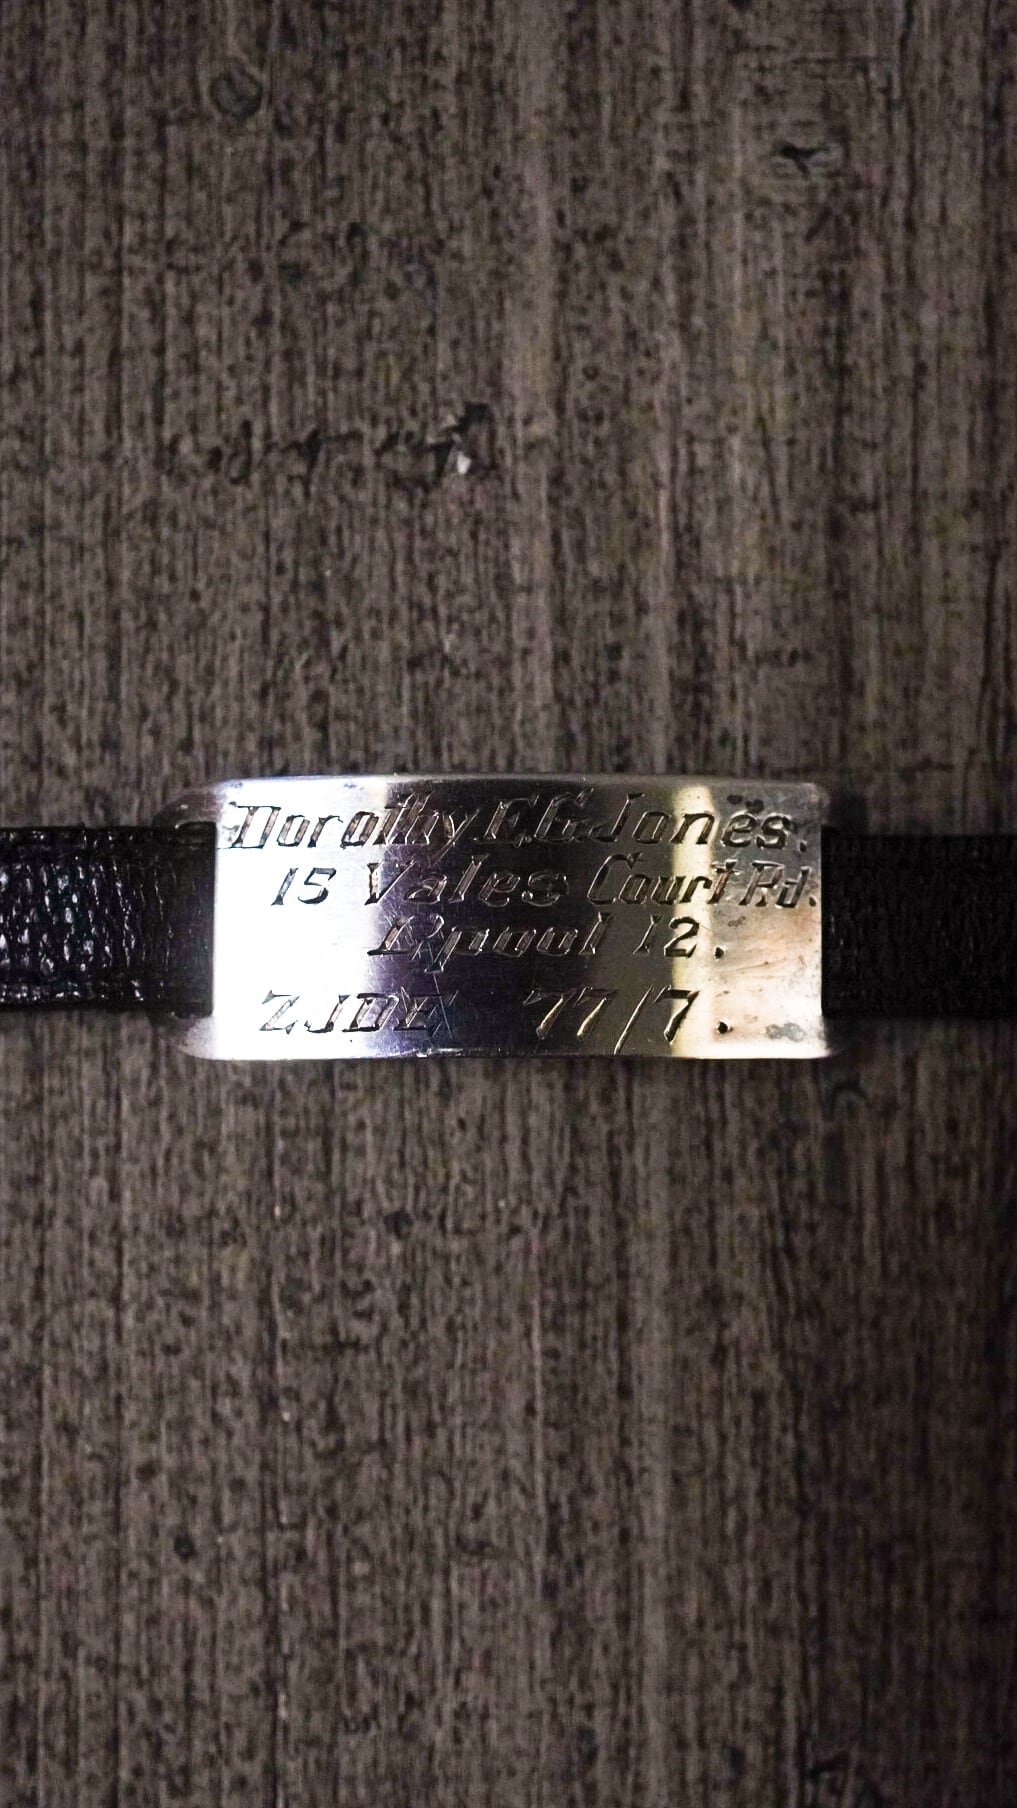 Dorothy E.G. Jones.
15 Vales Court Rd.
L'pool 12.
ZJDE 77/7.